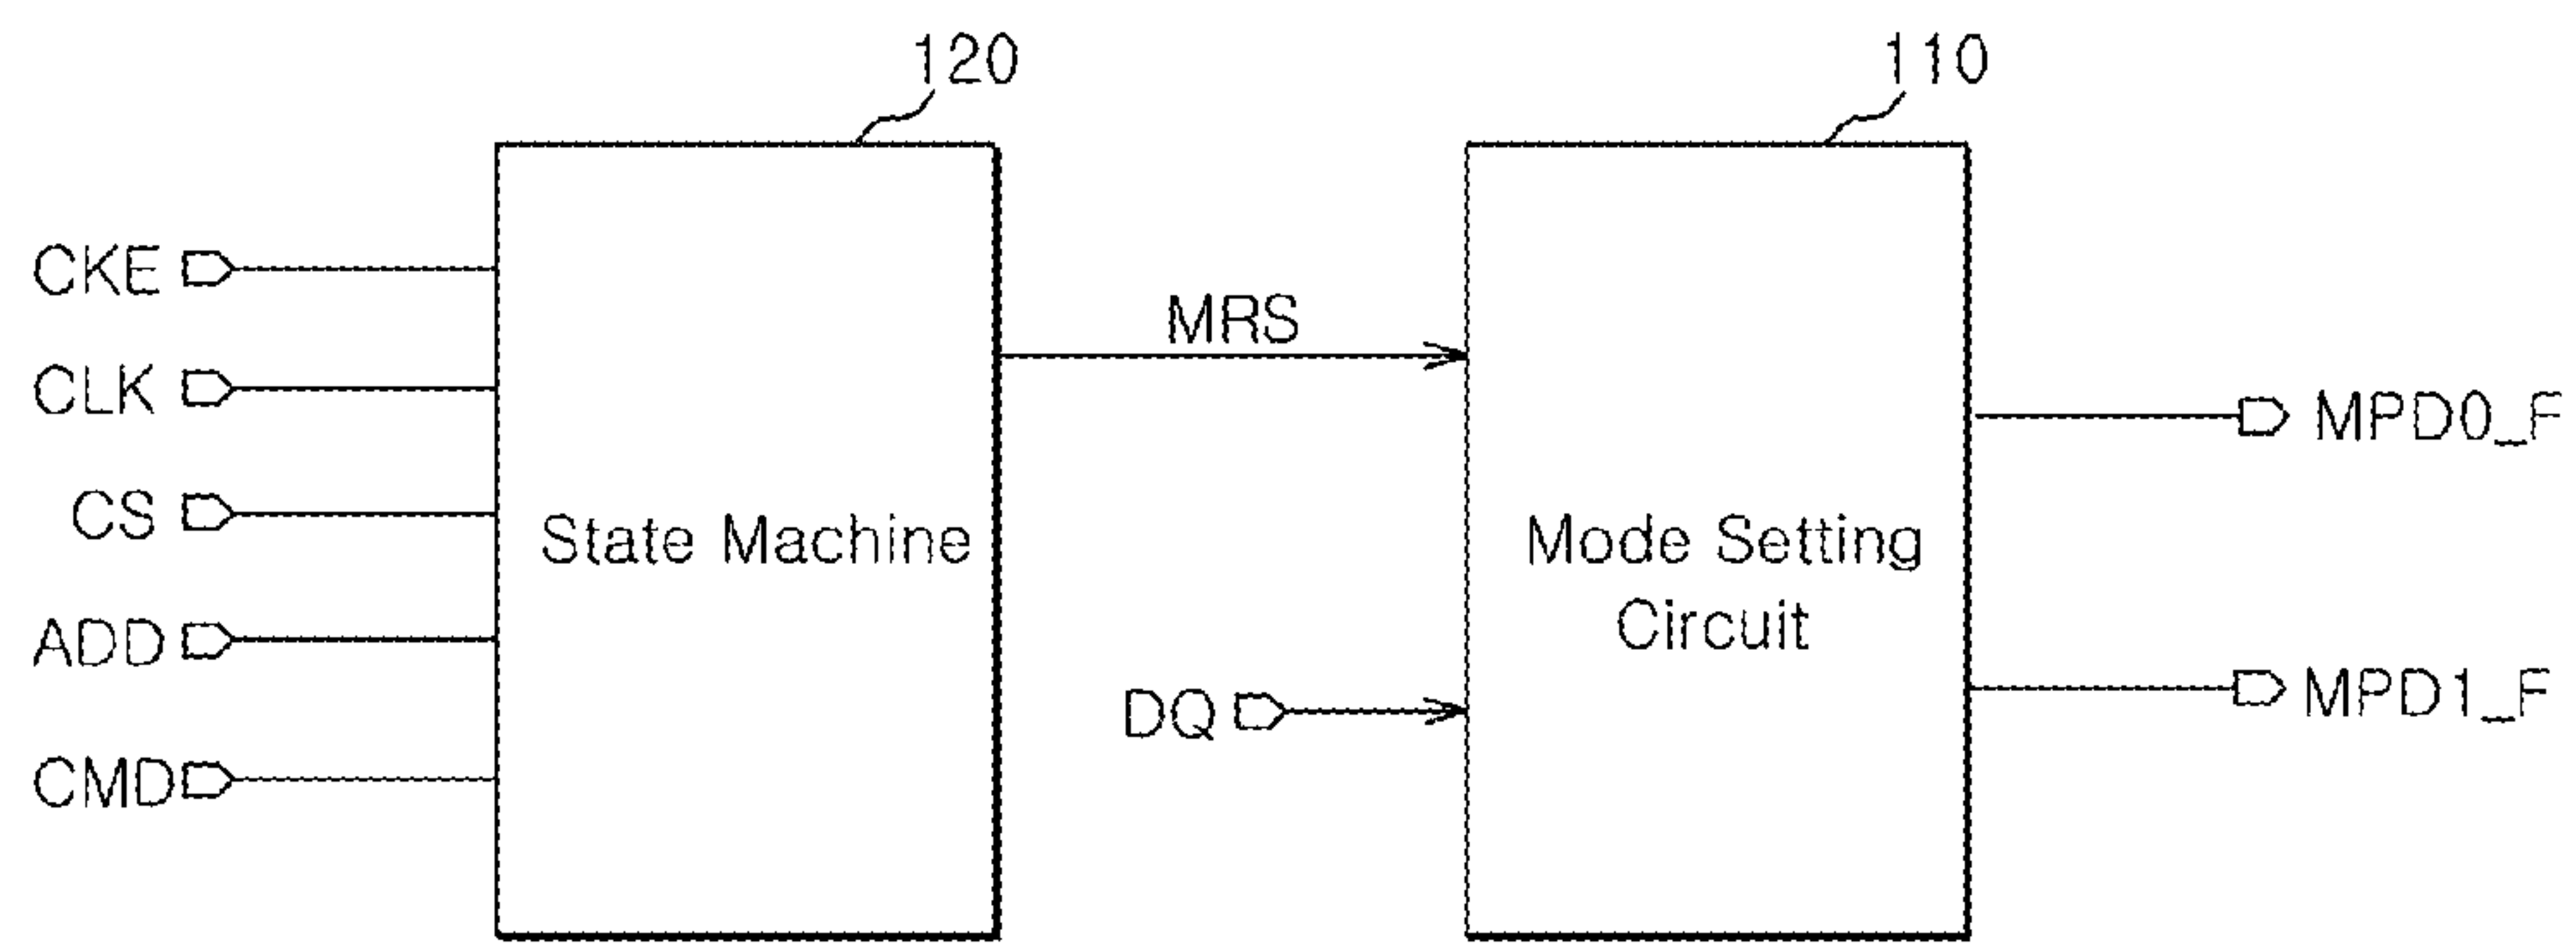 120
110
CKE
CLK
CS
ADD
CMD
State Machine
MRS
DQ
Mode Setting
Circuit
MPD0_F
MPD1_F